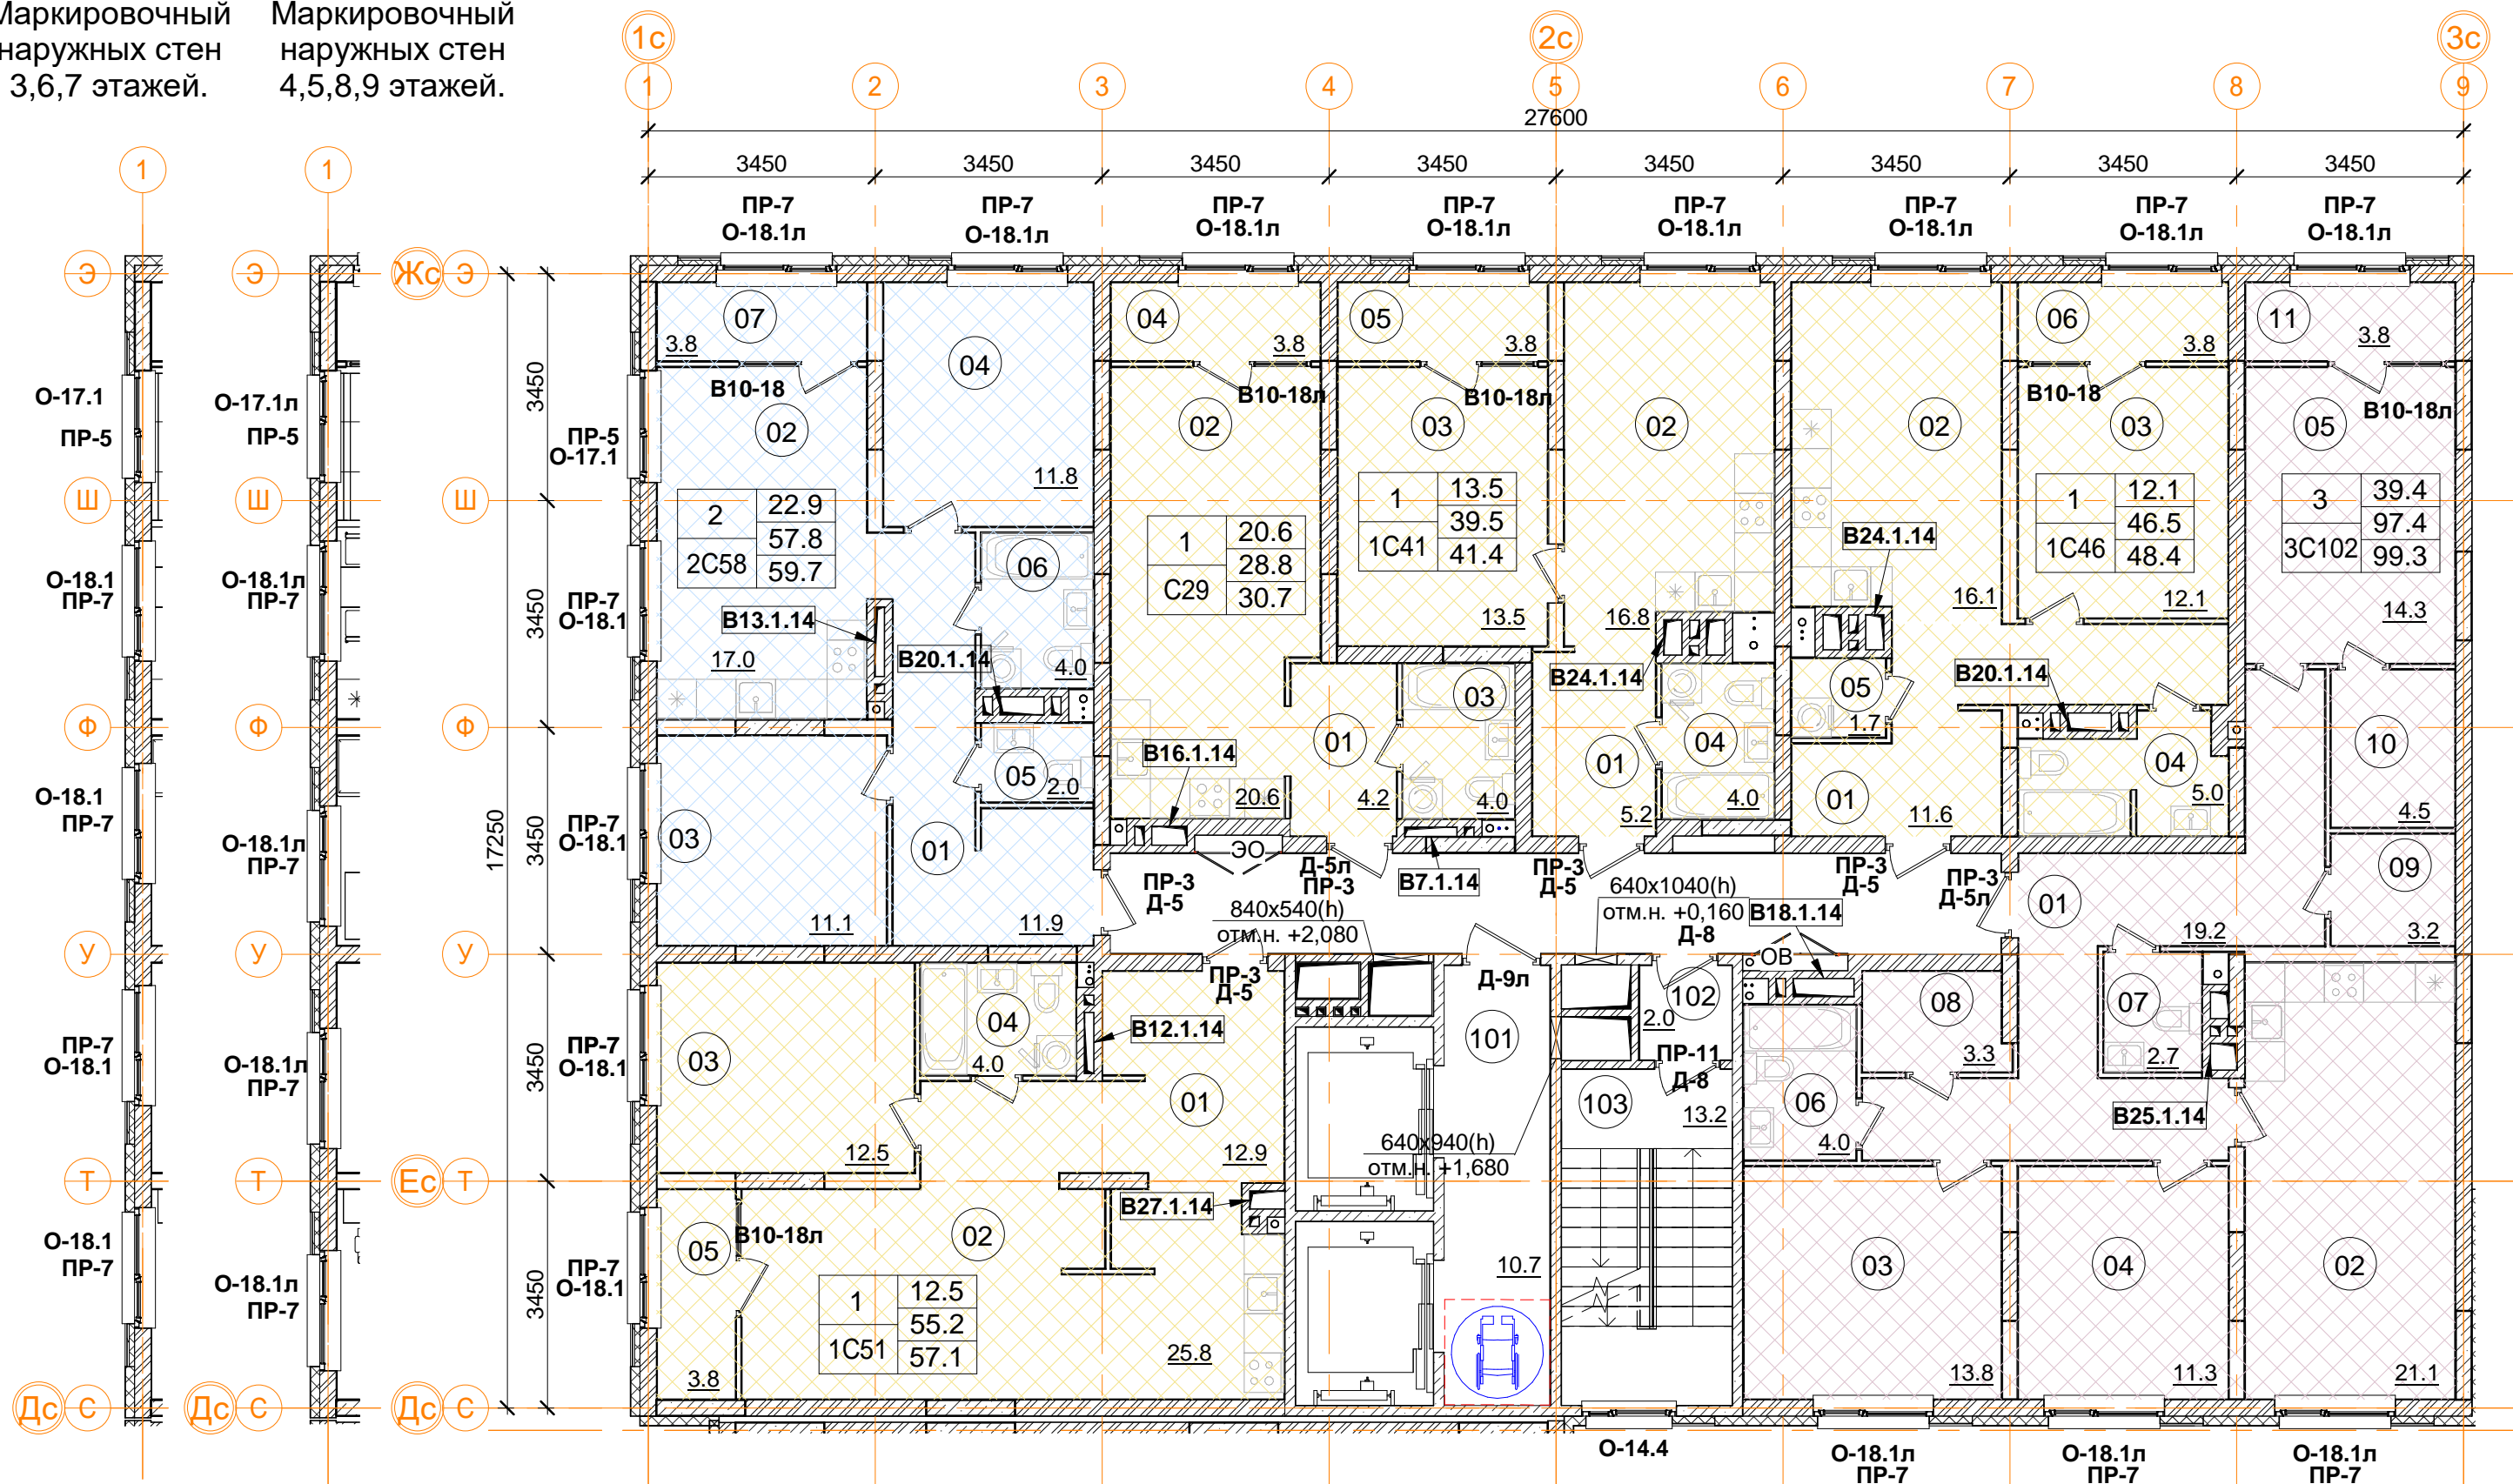 Маркировочный
наружных стен
3,6,7 этажей.
Маркировочный
наружных стен
4,5,8,9 этажей.
1с
2с
3с
1
2
3
4
5
6
7
8
9
27600
3450
3450
3450
3450
3450
3450
3450
3450
ПР-7
О-18.1л
ПР-7
О-18.1л
ПР-7
О-18.1л
ПР-7
О-18.1л
ПР-7
О-18.1л
ПР-7
О-18.1л
ПР-7
О-18.1л
ПР-7
О-18.1л
1
Э
О-17.1
ПР-5
Ш
О-18.1
ПР-7
Ф
О-18.1
ПР-7
У
ПР-7
О-18.1
Т
О-18.1
ПР-7
Дс
С
1
Э
О-17.1л
ПР-5
Ш
О-18.1л
ПР-7
Ф
О-18.1л
ПР-7
У
О-18.1л
ПР-7
Т
О-18.1л
ПР-7
Дс
С
Жс
Э
Ш
Ф
У
Ес
Т
Дс
С
17250
3450
3450
3450
3450
3450
ПР-5
О-17.1
ПР-7
О-18.1
ПР-7
О-18.1
ПР-7
О-18.1
ПР-7
О-18.1
07
3.8
В10-18
02
04
11.8
2
22.9
57.8
2С58
59.7
В13.1.14
17.0
В20.1.14
06
4.0
05
2.0
03
11.1
01
11.9
04
3.8
В10-18л
02
1
20.6
28.8
С29
30.7
В16.1.14
20.6
01
4.2
03
4.0
ЭО
Д-5л
ПР-3
В7.1.14
05
3.8
В10-18л
03
1
13.5
39.5
1С41
41.4
13.5
02
16.8
В24.1.14
04
4.0
01
5.2
02
В24.1.14
16.1
05
1.7
01
11.6
06
3.8
В10-18
03
1
12.1
46.5
1С46
48.4
12.1
В20.1.14
04
5.0
11
3.8
05
В10-18л
3
39.4
97.4
3С102
99.3
14.3
10
4.5
09
3.2
01
19.2
ПР-3
Д-5
ПР-3
Д-5
ПР-3
Д-5
ПР-3
Д-5л
840х540(h)
отм.н. +2,080
640х1040(h)
отм.н. +0,160
В18.1.14
Д-8
ОВ
Д-9л
ПР-3
Д-5
03
12.5
04
4.0
В12.1.14
01
12.9
05
3.8
В10-18л
02
В27.1.14
25.8
1
12.5
55.2
1С51
57.1
101
10.7
102
2.0
ПР-11
Д-8
103
13.2
640х940(h)
отм.н. +1,680
08
3.3
07
2.7
В25.1.14
06
4.0
03
13.8
04
11.3
02
21.1
О-14.4
О-18.1л
ПР-7
О-18.1л
ПР-7
О-18.1л
ПР-7